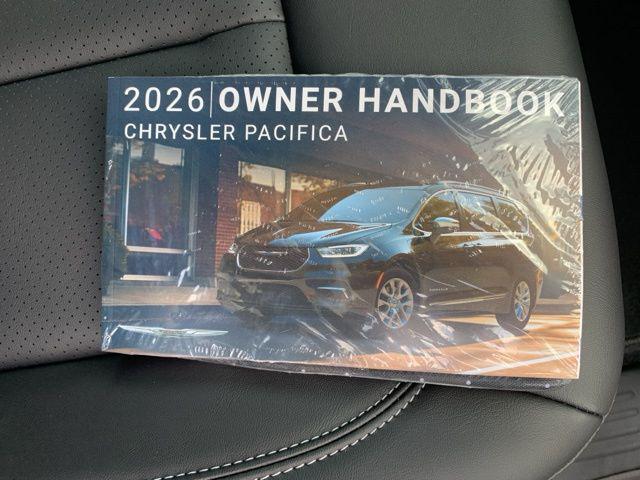 2026 | OWNER HANDBOOK
CHRYSLER PACIFICA